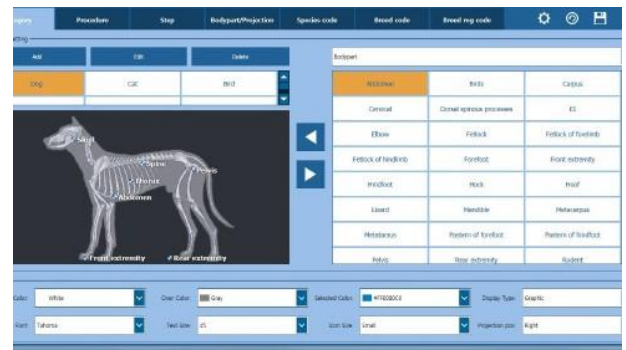 Procedure Step Bodypart/Projection Species code Breed code Breed reg code
Add Edit Delete Bodypart
Dog Cat Bird
Abdomen Birds Carpus
Cervical Dorsal spinous processes
Elbow Fetlock Fetlock of forelimb
Fetlock of hindlimb Forefoot Front extremity
Hindfoot Hock Hoof
Lizard Mandible Metacarpus
Metatarsus Pastern of forefoot Pastern of hindfoot
Pelvis Rear extremity Rodent
Skull
Spine
Pelvis
Thorax
Abdomen
Front extremity Rear extremity
Color: White Over Color: Gray Selected Color: Display Type: Graphic
Font: Tahoma Text Size: Icon Size: Small Projection pos: Right